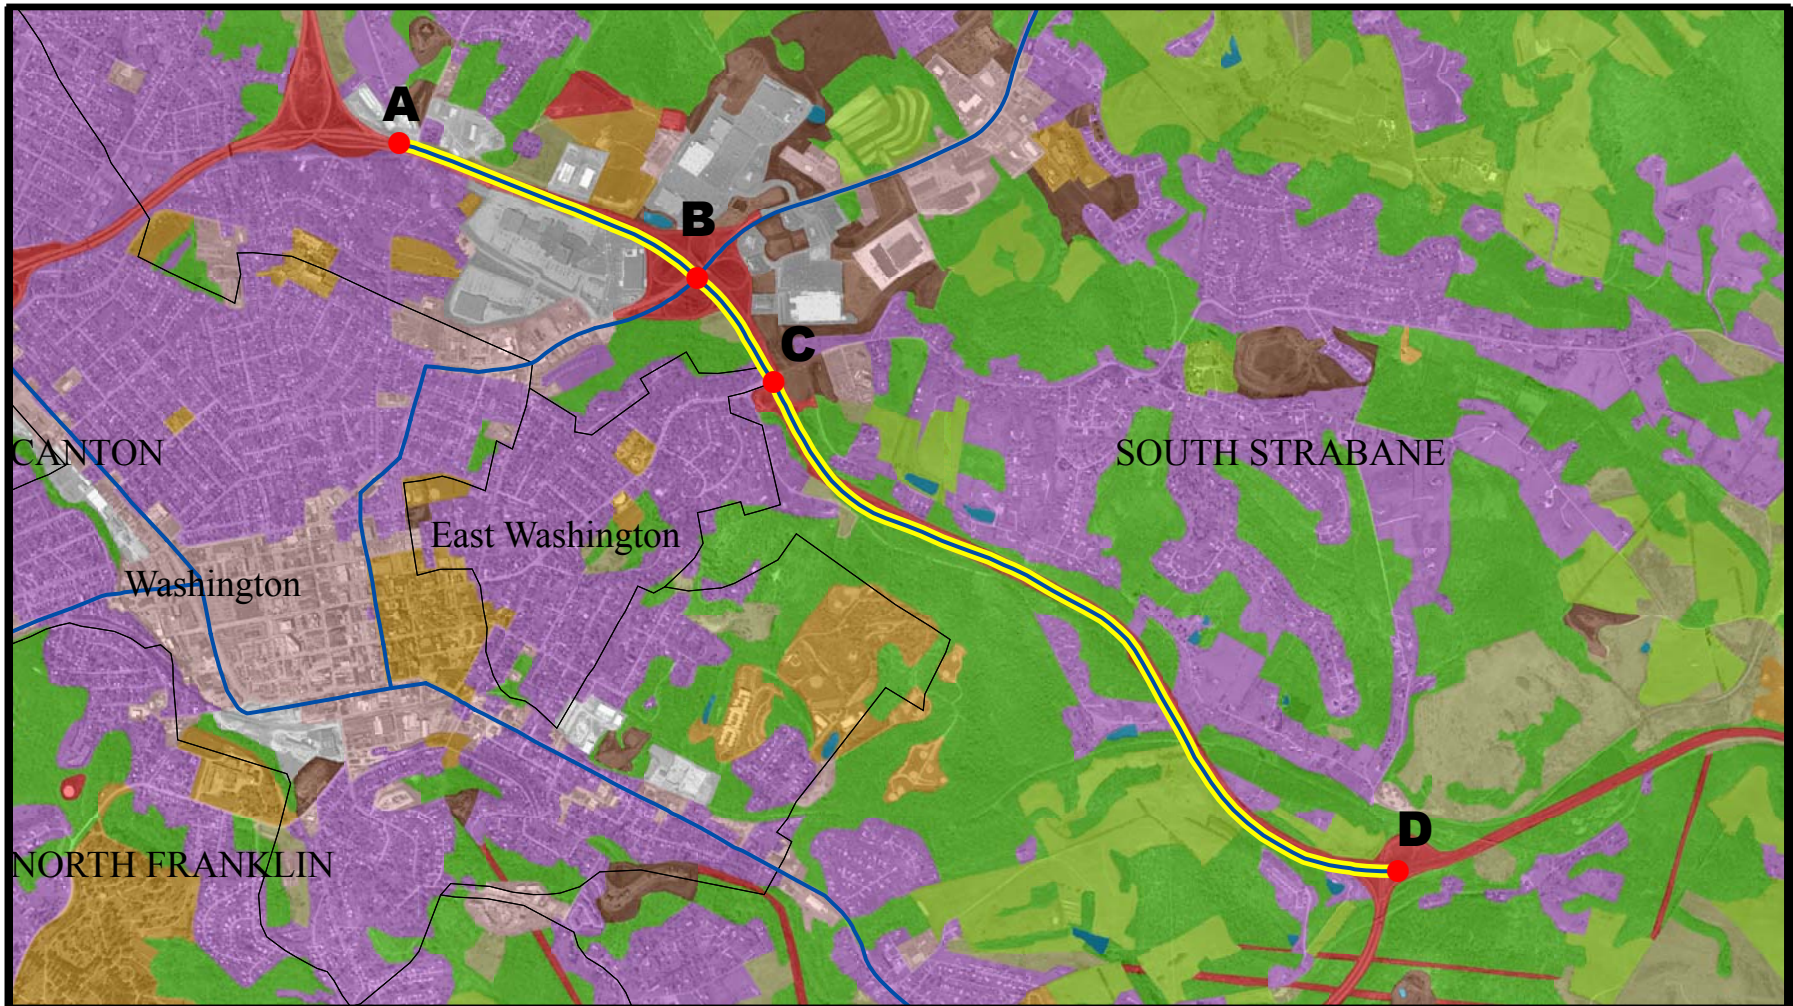 A
B
C
CANTON
SOUTH STRABANE
East Washington
Washington
D
NORTH FRANKLIN